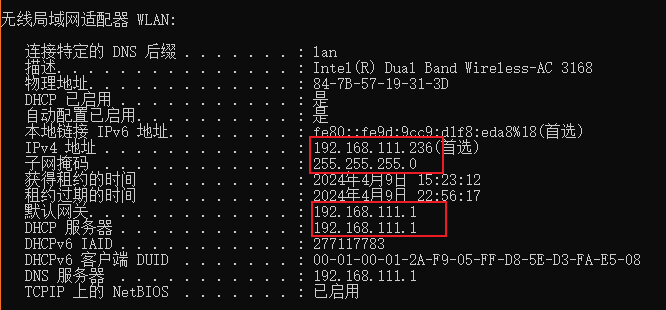 无线局域网适配器 WLAN:
连接特定的 DNS 后缀 . . . . . . . : lan
描述. . . . . . . . . . . . . . . : Intel(R) Dual Band Wireless-AC 3168
物理地址. . . . . . . . . . . . . : 84-7B-57-19-31-3D
DHCP 已启用 . . . . . . . . . . . : 是
自动配置已启用. . . . . . . . . . : 是
本地链接 IPv6 地址. . . . . . . . : fe80::fe9d:9cc9:d1f8:eda8%18(首选)
IPv4 地址 . . . . . . . . . . . . : 192.168.111.236(首选)
子网掩码 . . . . . . . . . . . . : 255.255.255.0
获得租约的时间 . . . . . . . . . : 2024年4月9日 15:23:12
租约过期的时间 . . . . . . . . . : 2024年4月9日 22:56:17
默认网关. . . . . . . . . . . . . : 192.168.111.1
DHCP 服务器 . . . . . . . . . . . : 192.168.111.1
DHCPv6 IAID . . . . . . . . . . . : 277117783
DHCPv6 客户端 DUID . . . . . . . : 00-01-00-01-2A-F9-05-FF-D8-5E-D3-FA-E5-08
DNS 服务器 . . . . . . . . . . . : 192.168.111.1
TCPIP 上的 NetBIOS . . . . . . . : 已启用